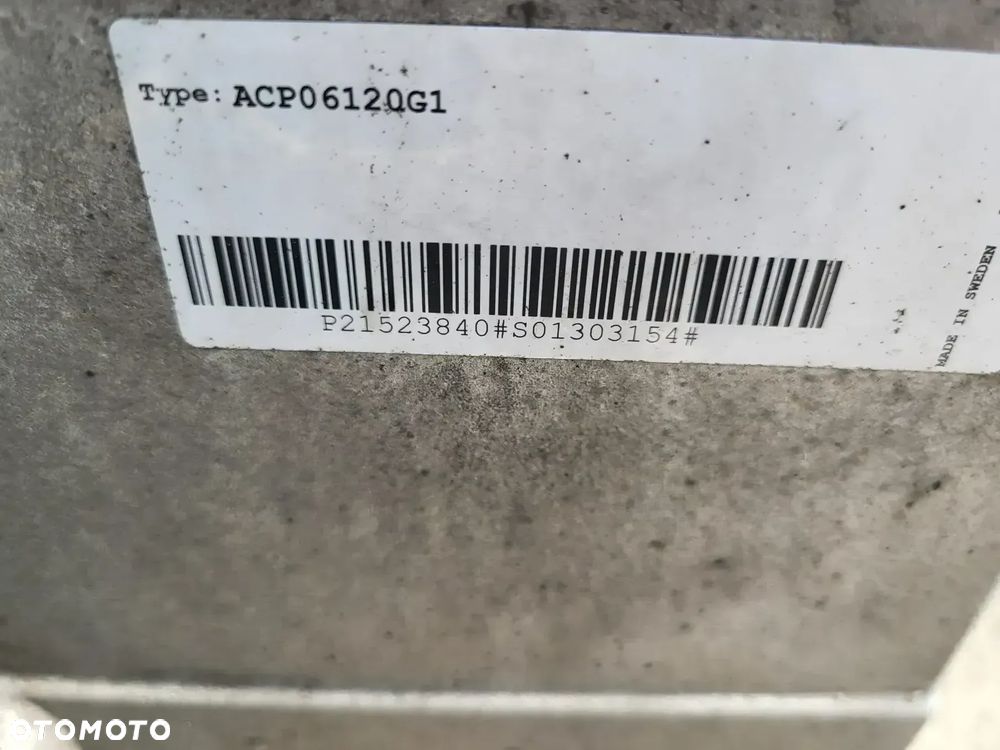 Type: ACP06120G1
P21523840#S01303154#
MADE IN SWEDEN
OTOMOTO